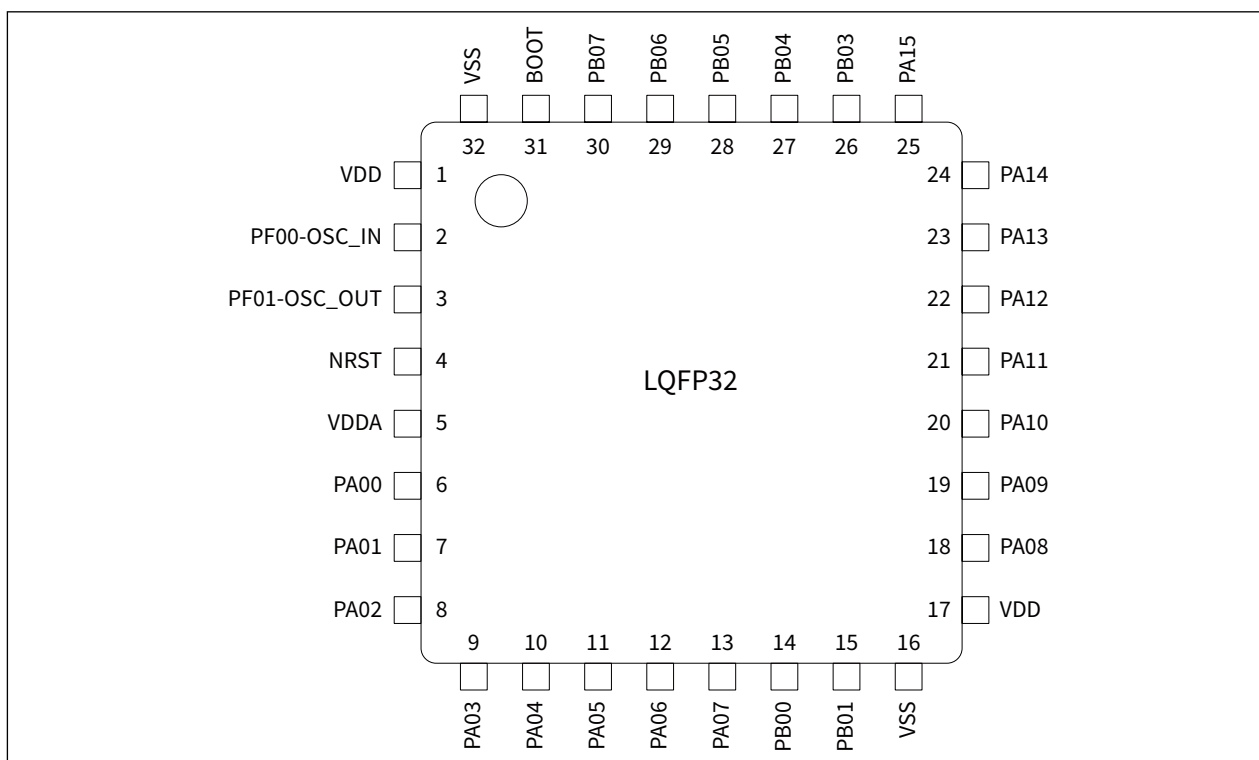 VSS
BOOT
PB07
PB06
PB05
PB04
PB03
PA15
32 31 30 29 28 27 26 25
VDD 1
24 PA14
PF00-OSC_IN 2
23 PA13
PF01-OSC_OUT 3
22 PA12
NRST 4
21 PA11
LQFP32
VDDA 5
20 PA10
PA00 6
19 PA09
PA01 7
18 PA08
PA02 8
17 VDD
9 10 11 12 13 14 15 16
PA03
PA04
PA05
PA06
PA07
PB00
PB01
VSS